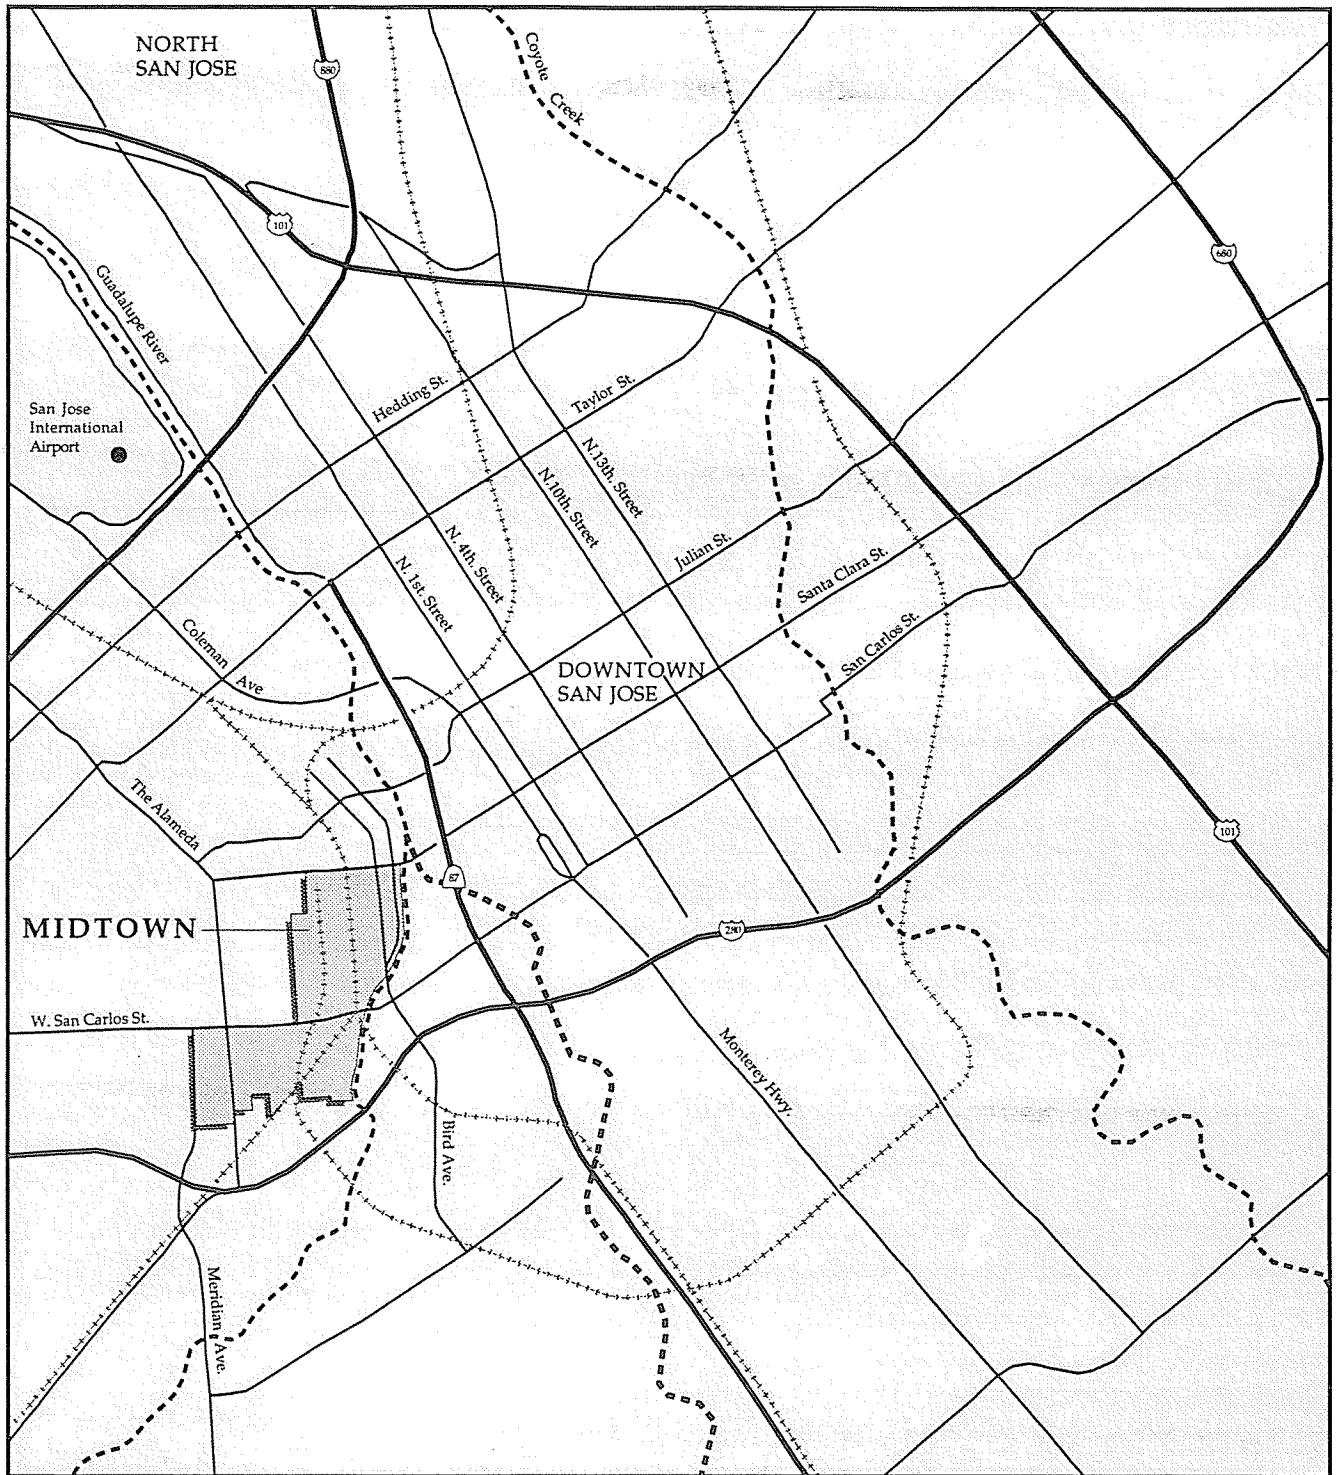 NORTH
SAN JOSE
880
Coyote Creek
101
680
Guadalupe River
San Jose
International
Airport
Hedding St.
Taylor St.
N.13th. Street
N.10th. Street
N. 4th. Street
N. 1st. Street
Julian St.
Santa Clara St.
San Carlos St.
Coleman Ave
DOWNTOWN
SAN JOSE
The Alameda
101
87
MIDTOWN
280
W. San Carlos St.
Monterey Hwy.
Bird Ave.
Meridian Ave.